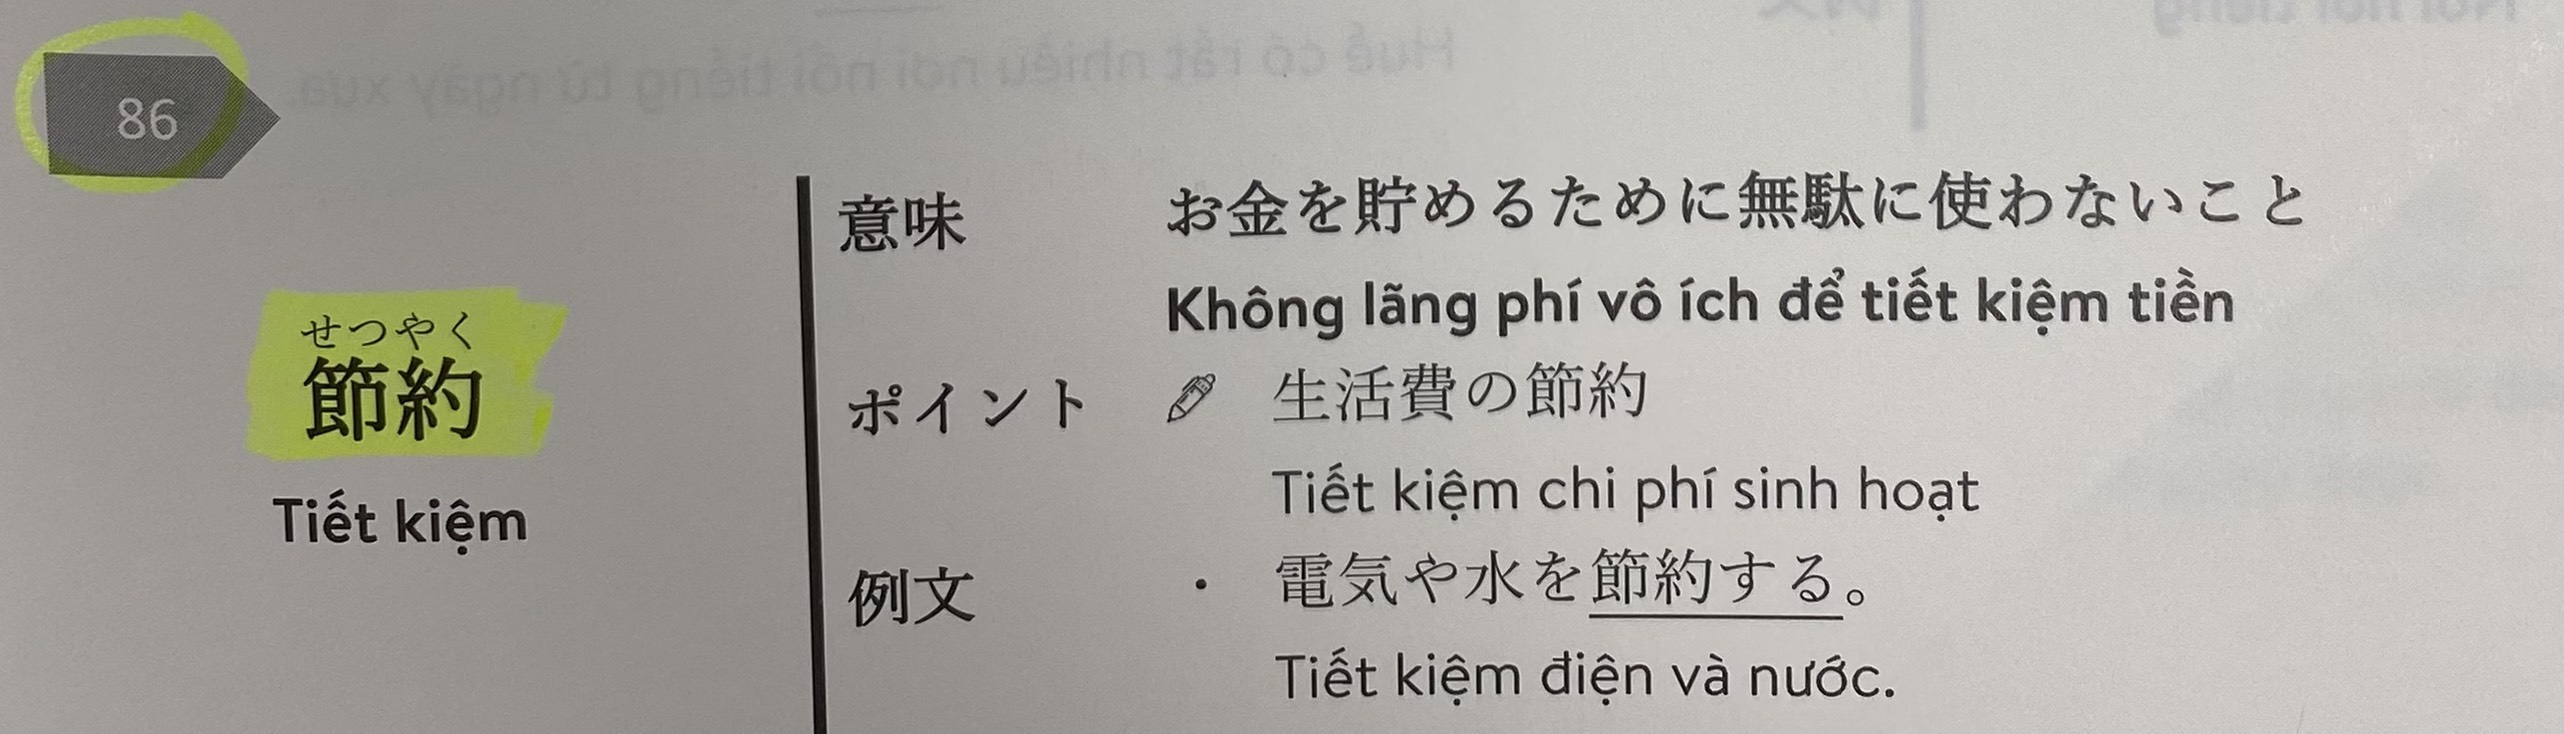 86
せつやく
節約
Tiết kiệm
意味 お金を貯めるために無駄に使わないこと
Không lãng phí vô ích để tiết kiệm tiền
ポイント 生活費の節約
Tiết kiệm chi phí sinh hoạt
例文 ・ 電気や水を節約する。
Tiết kiệm điện và nước.